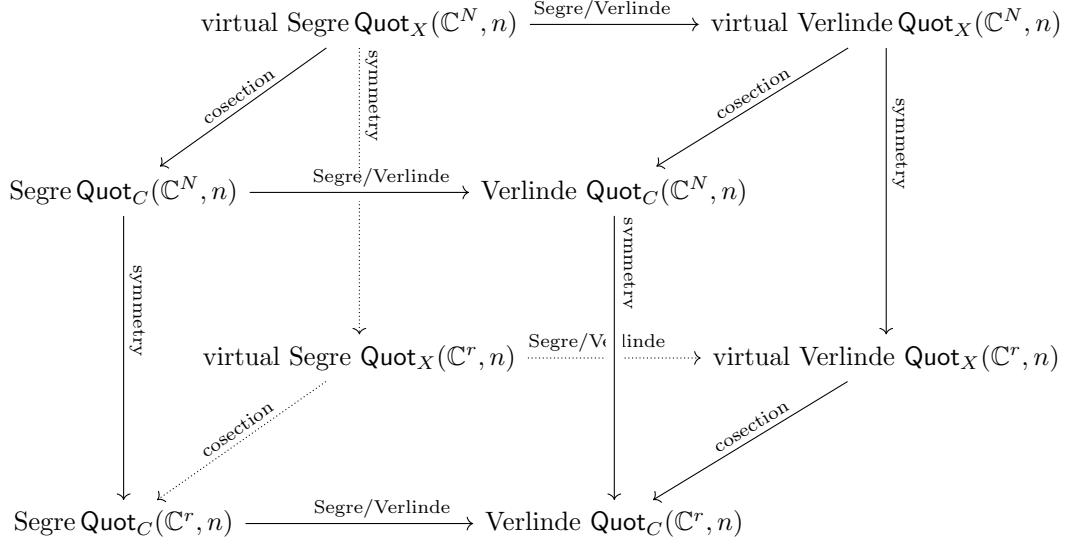 virtual Segre Quot_X(ℂ^N, n) Segre/Verlinde virtual Verlinde Quot_X(ℂ^N, n)
cosection symmetry cosection symmetry
Segre Quot_C(ℂ^N, n) Segre/Verlinde Verlinde Quot_C(ℂ^N, n)
symmetry symmetry
virtual Segre Quot_X(ℂ^r, n) Segre/Verlinde virtual Verlinde Quot_X(ℂ^r, n)
cosection cosection
Segre Quot_C(ℂ^r, n) Segre/Verlinde Verlinde Quot_C(ℂ^r, n)